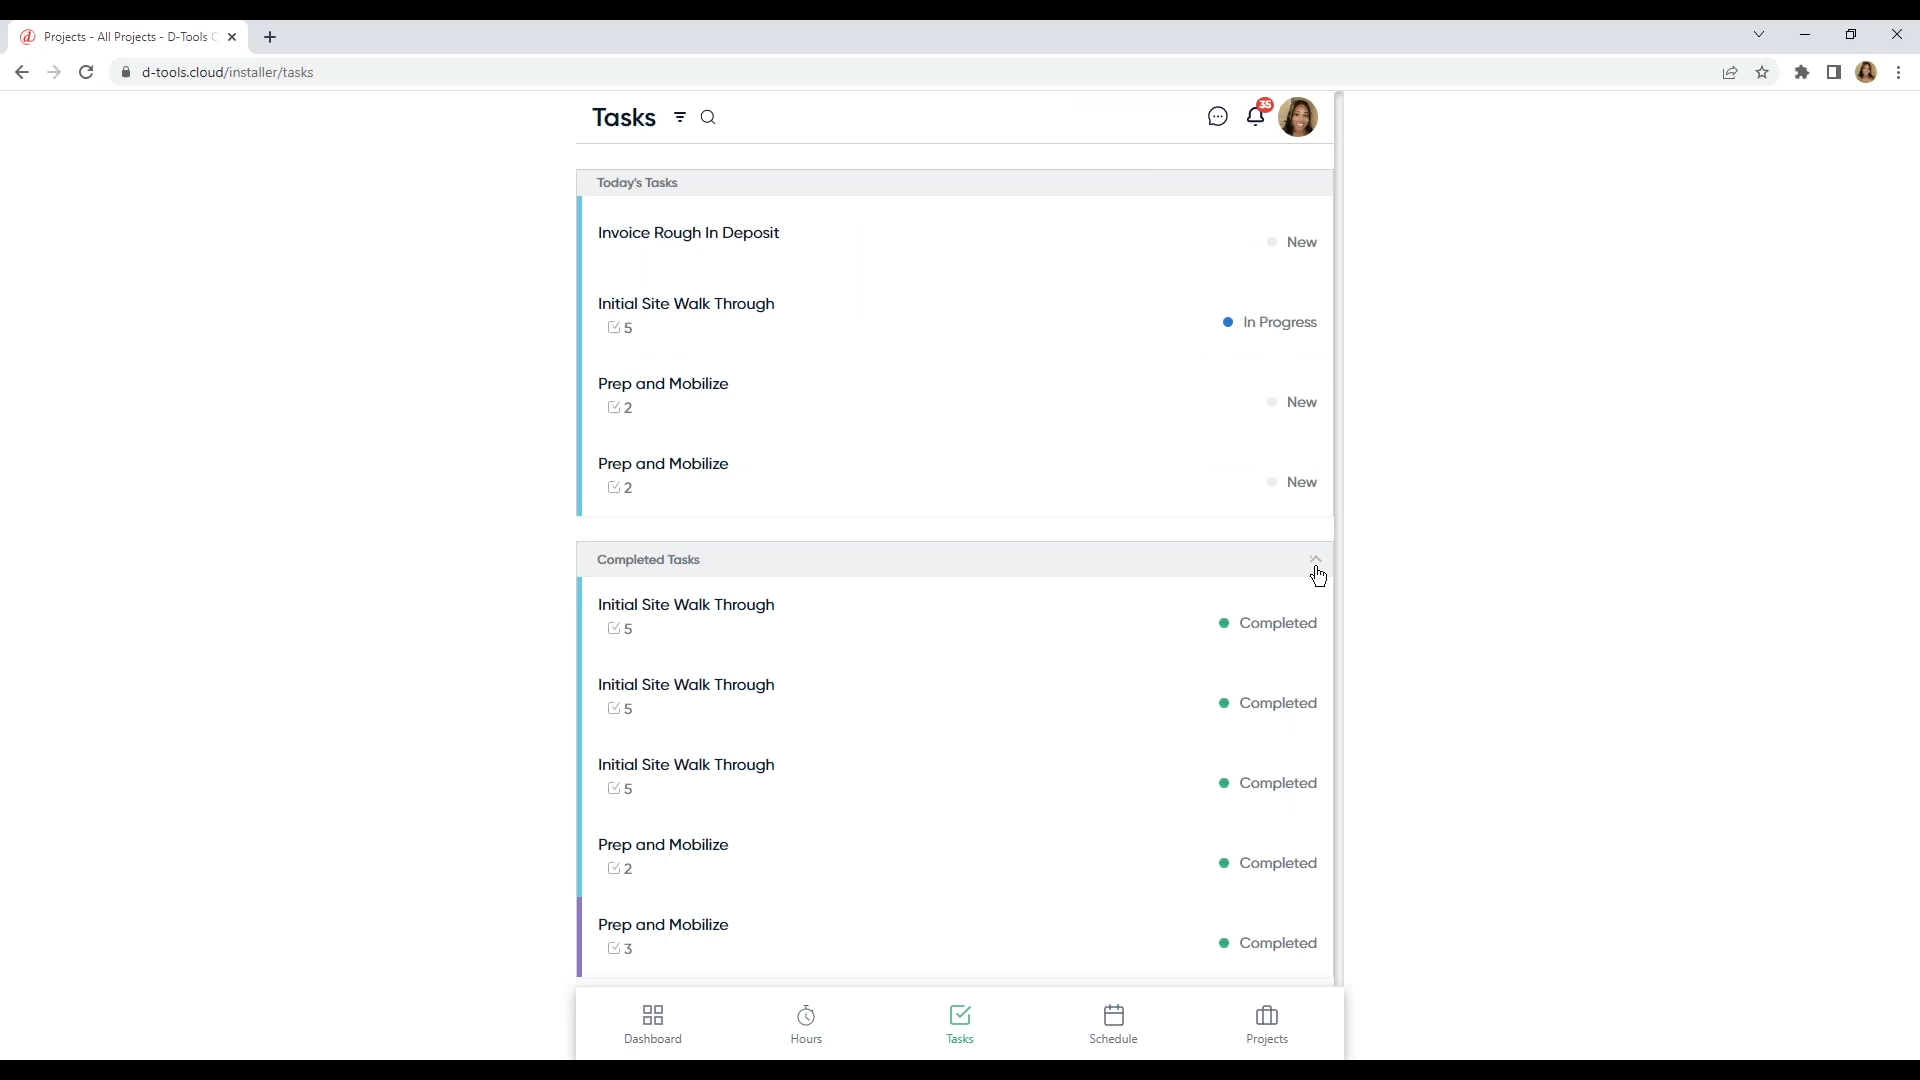 Projects - All Projects - D-Tools C
d-tools.cloud/installer/tasks
Tasks
35
Today's Tasks
Invoice Rough In Deposit
New
Initial Site Walk Through
5
In Progress
Prep and Mobilize
2
New
Prep and Mobilize
2
New
Completed Tasks
Initial Site Walk Through
5
Completed
Initial Site Walk Through
5
Completed
Initial Site Walk Through
5
Completed
Prep and Mobilize
2
Completed
Prep and Mobilize
3
Completed
Dashboard
Hours
Tasks
Schedule
Projects